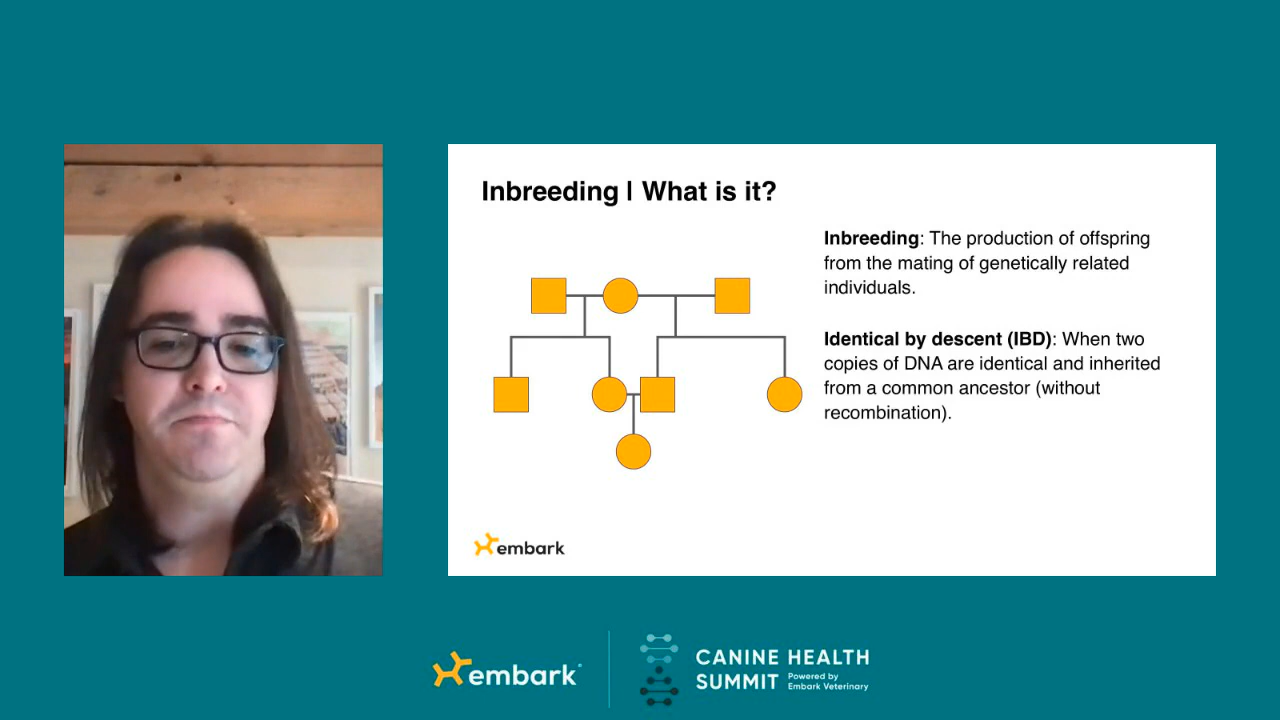 Inbreeding | What is it?
Inbreeding: The production of offspring
from the mating of genetically related
individuals.
Identical by descent (IBD): When two
copies of DNA are identical and inherited
from a common ancestor (without
recombination).
embark
embark
CANINE HEALTH
SUMMIT Powered by
Embark Veterinary